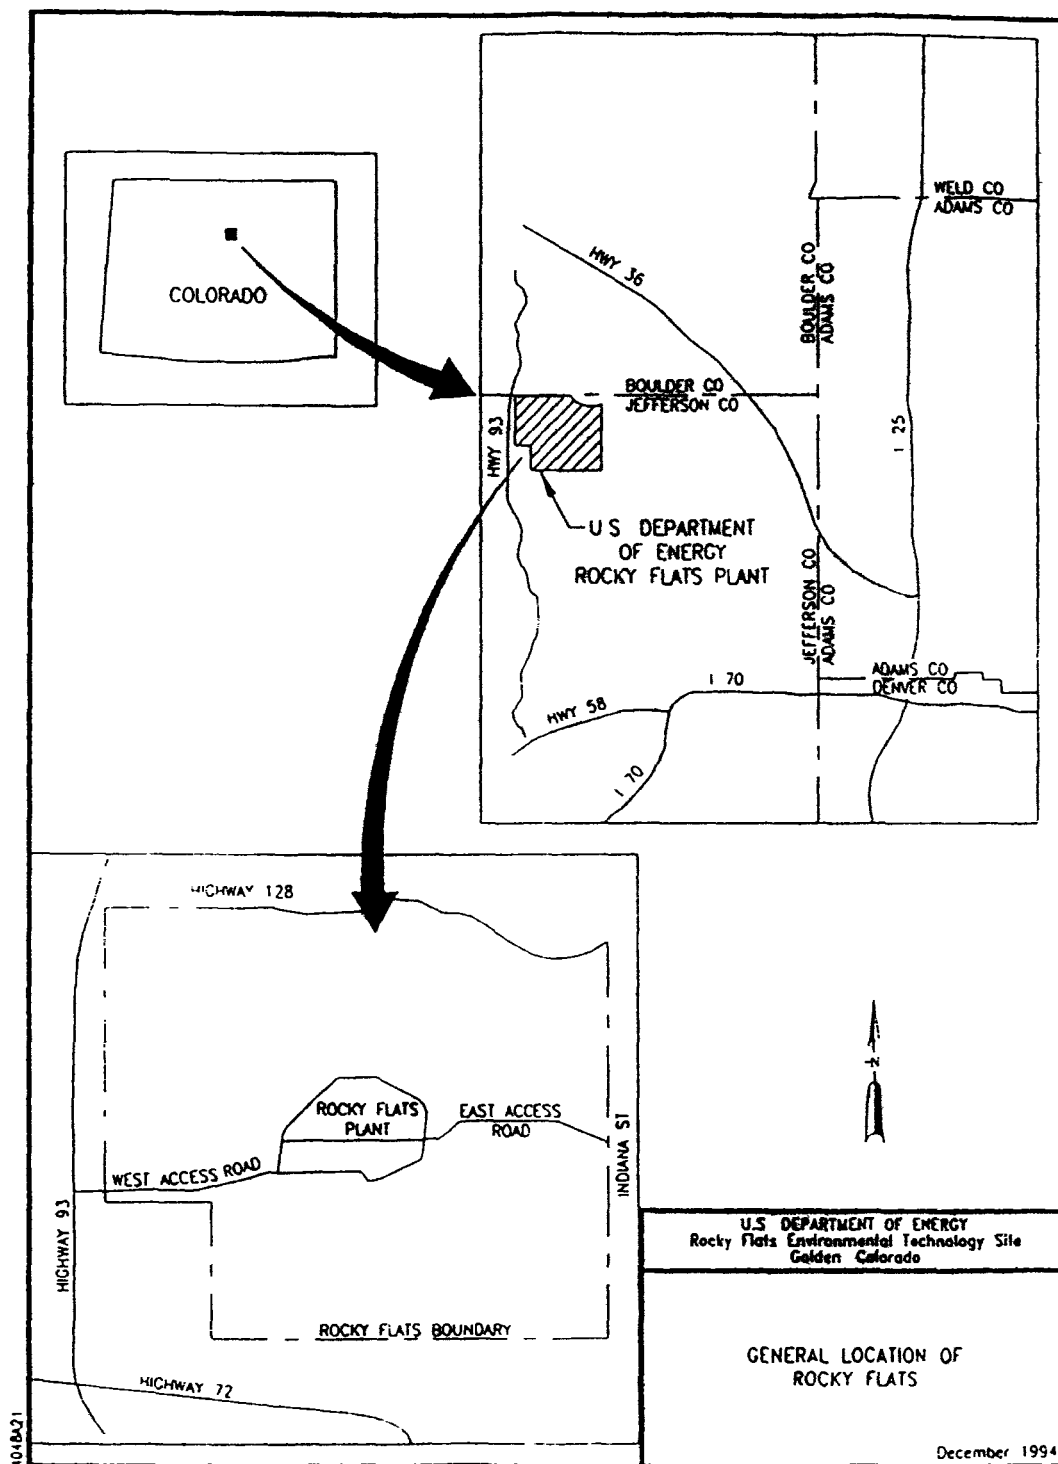 COLORADO
WELD CO
ADAMS CO
HWY 36
BOULDER CO
ADAMS CO
BOULDER CO
JEFFERSON CO
HWY 93
I 25
U S DEPARTMENT
OF ENERGY
ROCKY FLATS PLANT
JEFFERSON CO
ADAMS CO
ADAMS CO
DENVER CO
I 70
HWY 58
I 70
HIGHWAY 128
ROCKY FLATS
PLANT
EAST ACCESS
ROAD
WEST ACCESS ROAD
INDIANA ST
HIGHWAY 93
ROCKY FLATS BOUNDARY
HIGHWAY 72
N
U.S DEPARTMENT OF ENERGY
Rocky Flats Environmental Technology Site
Golden Colorado
GENERAL LOCATION OF
ROCKY FLATS
December 1994